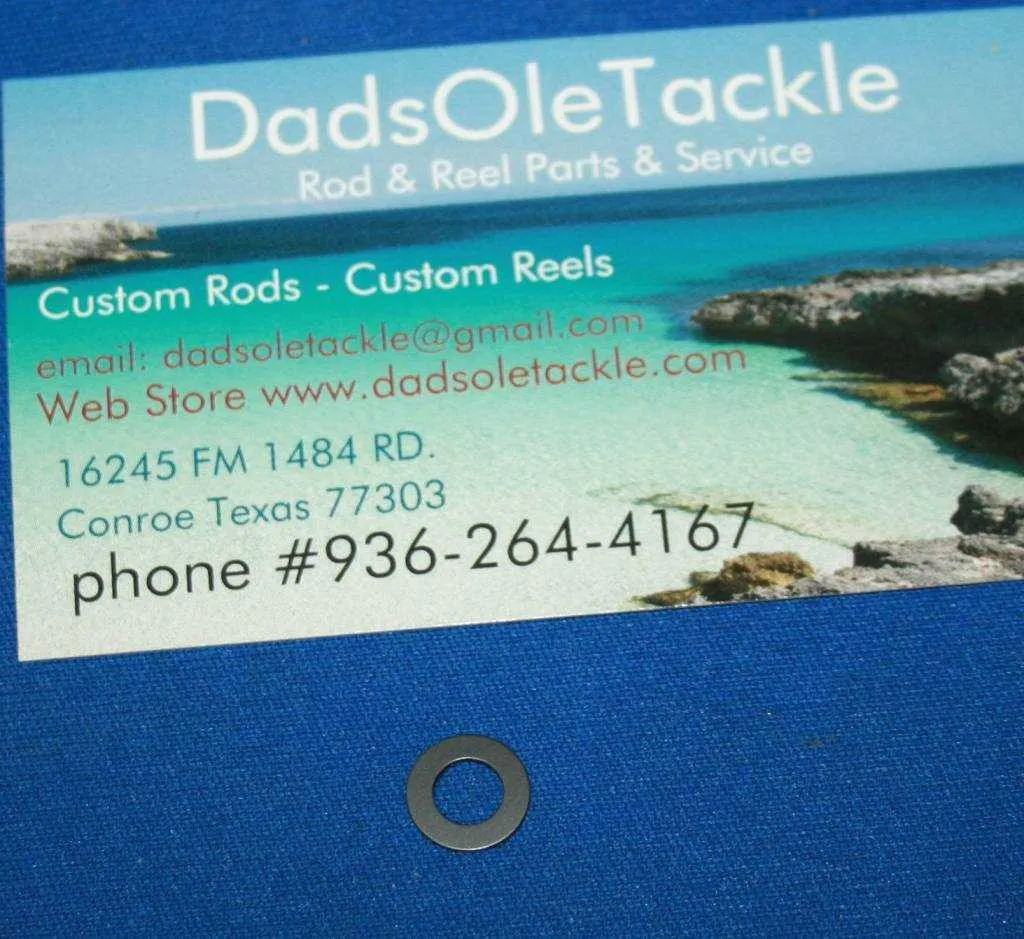 DadsOleTackle
Rod & Reel Parts & Service
Custom Rods - Custom Reels
email: dadsoletackle@gmail.com
Web Store www.dadsoletackle.com
16245 FM 1484 RD.
Conroe Texas 77303
phone #936-264-4167